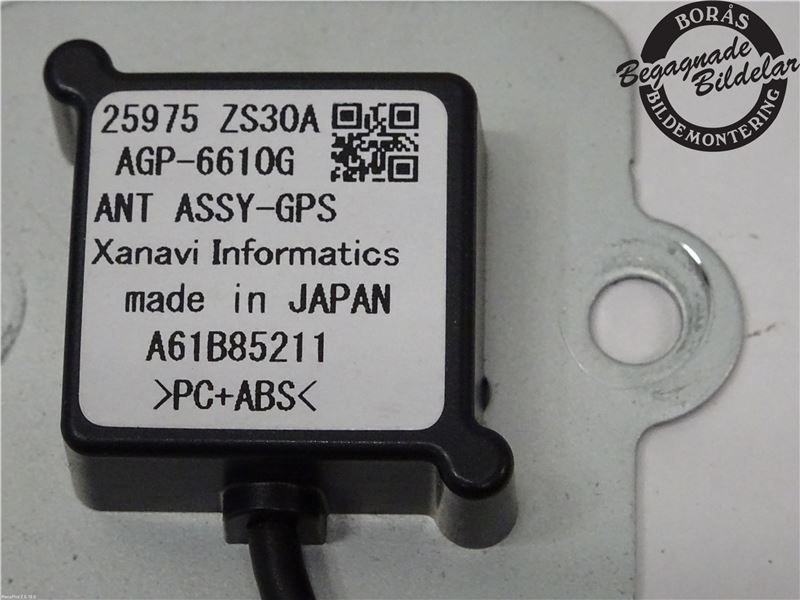 25975 ZS30A
AGP-6610G
ANT ASSY-GPS
Xanavi Informatics
made in JAPAN
A61B85211
>PC+ABS<
BORÅS
Begagnade
Bildelar
BILDEMONTERING